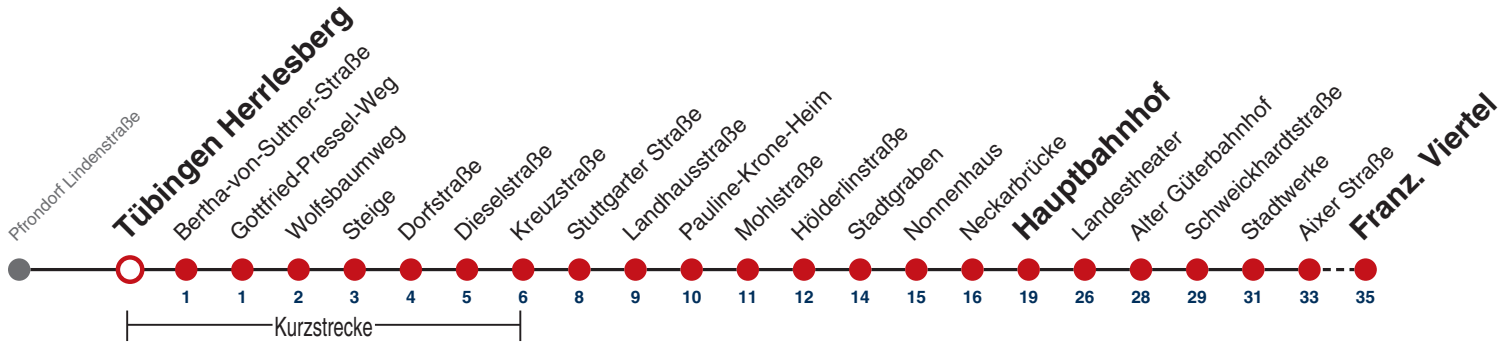 Pfrondorf Lindenstraße
Tübingen Herrlesberg
Bertha-von-Suttner-Straße
Gottfried-Pressel-Weg
Wolfsbaumweg
Steige
Dorfstraße
Dieselstraße
Kreuzstraße
Stuttgarter Straße
Landhausstraße
Pauline-Krone-Heim
Mohlstraße
Hölderlinstraße
Stadtgraben
Nonnenhaus
Neckarbrücke
Hauptbahnhof
Landestheater
Alter Güterbahnhof
Schweickhardtstraße
Stadtwerke
Aixer Straße
Franz. Viertel
1 1 2 3 4 5 6 8 9 10 11 12 14 15 16 19 26 28 29 31 33 35
Kurzstrecke